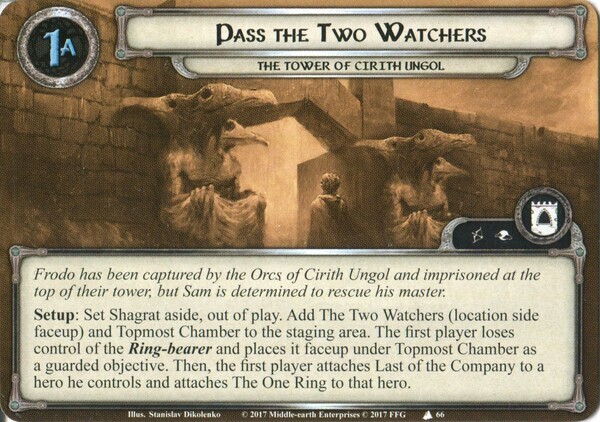 1A
PASS THE TWO WATCHERS
THE TOWER OF CIRITH UNGOL
Frodo has been captured by the Orcs of Cirith Ungol and imprisoned at the
top of their tower, but Sam is determined to rescue his master.
Setup: Set Shagrat aside, out of play. Add The Two Watchers (location side
faceup) and Topmost Chamber to the staging area. The first player loses
control of the Ring-bearer and places it faceup under Topmost Chamber as
a guarded objective. Then, the first player attaches Last of the Company to a
hero he controls and attaches The One Ring to that hero.
Illus. Stanislav Dikolenko © 2017 Middle-earth Enterprises © 2017 FFG 66